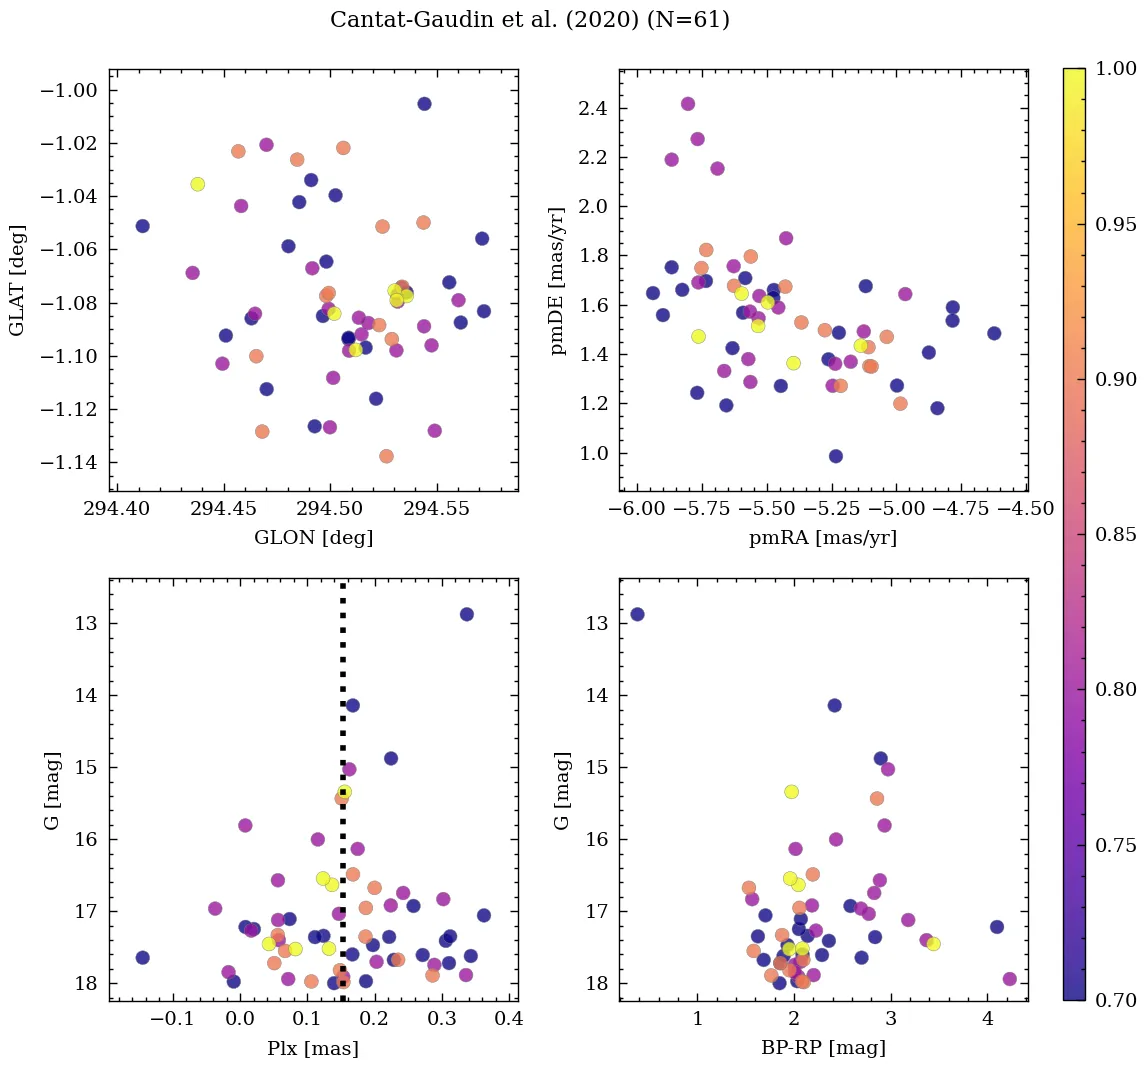 Cantat-Gaudin et al. (2020) (N=61)
−1.00
−1.02
−1.04
−1.06
−1.08
−1.10
−1.12
−1.14
GLAT [deg]
294.40 294.45 294.50 294.55
GLON [deg]
2.4
2.2
2.0
1.8
1.6
1.4
1.2
1.0
pmDE [mas/yr]
−6.00 −5.75 −5.50 −5.25 −5.00 −4.75 −4.50
pmRA [mas/yr]
13
14
15
16
17
18
G [mag]
−0.1 0.0 0.1 0.2 0.3 0.4
Plx [mas]
13
14
15
16
17
18
G [mag]
1 2 3 4
BP-RP [mag]
1.00
0.95
0.90
0.85
0.80
0.75
0.70